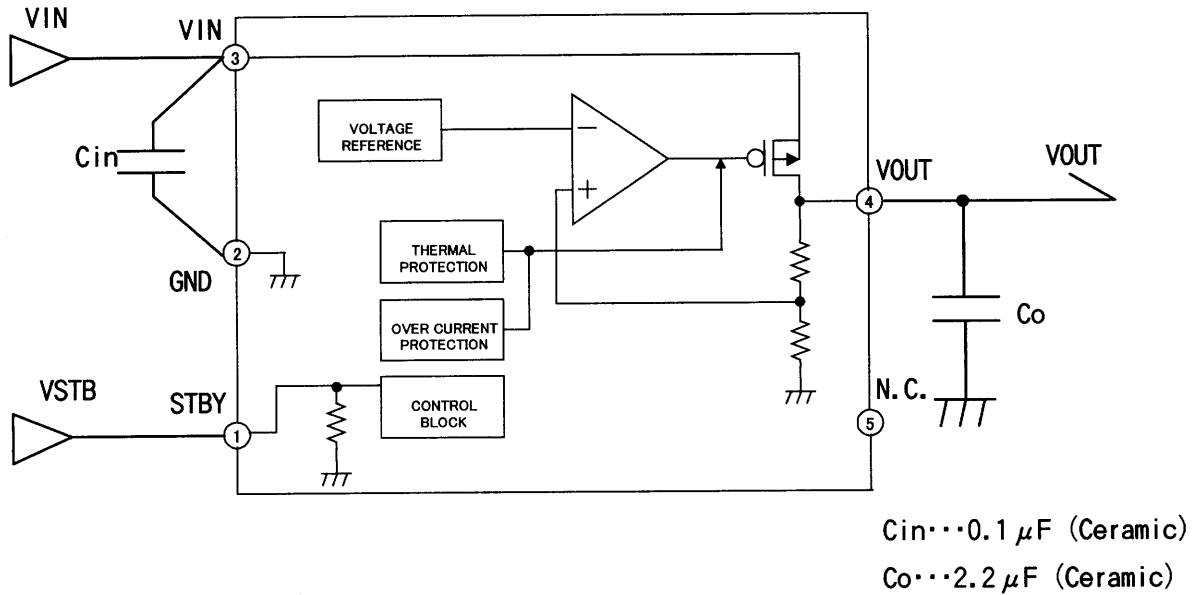 VIN
VIN
3
VOLTAGE
REFERENCE
−
+
Cin
VOUT
VOUT
4
2
GND
THERMAL
PROTECTION
OVER CURRENT
PROTECTION
Co
VSTB
STBY
1
CONTROL
BLOCK
N.C.
5
Cin···0.1μF (Ceramic)
Co···2.2μF (Ceramic)